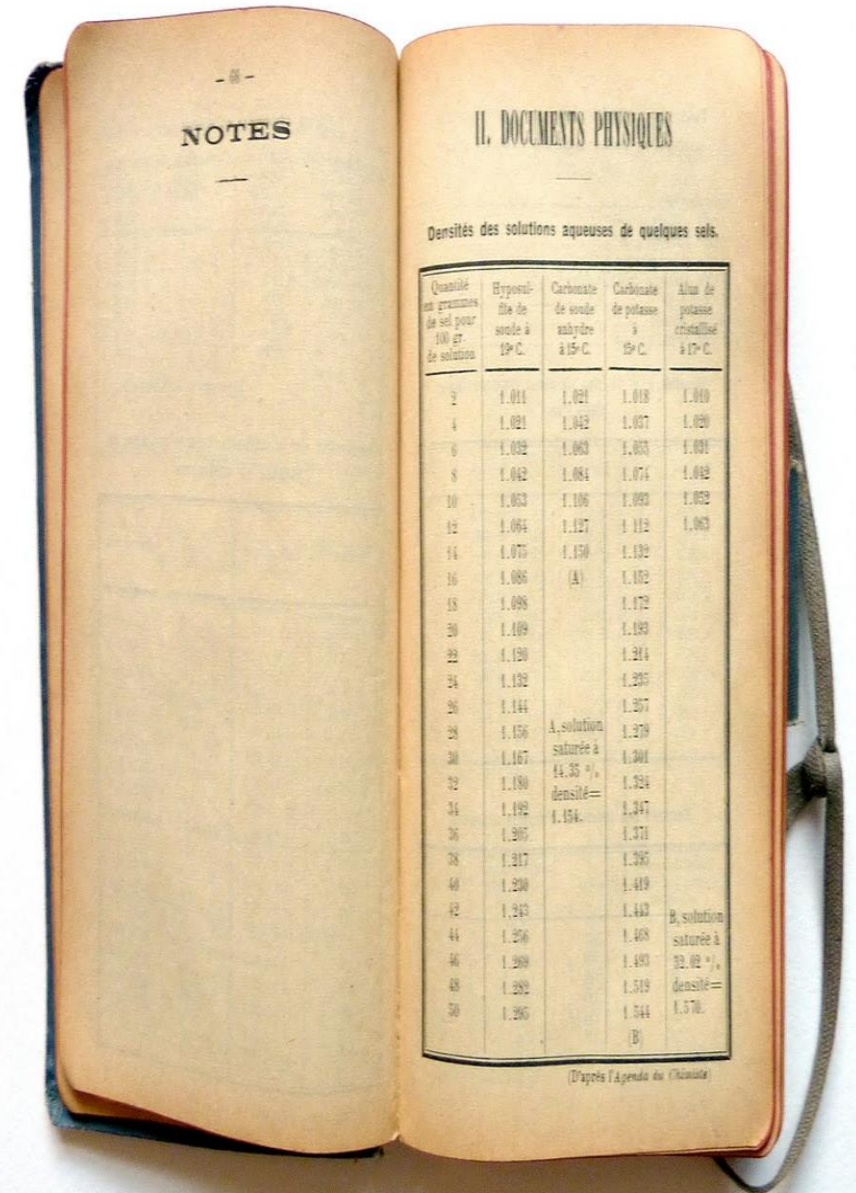 NOTES
II. DOCUMENTS PHYSIQUES
Densités des solutions aqueuses de quelques sels.
Quantité
en grammes
de sel pour
100 gr.
de solution
Hyposul-
fite de
soude à
19° C.
Carbonate
de soude
anhydre
à 15° C.
Carbonate
de potasse
à
15° C.
Alun de
potasse
cristallisé
à 17° C.
2 1.011 1.021 1.018 1.010
4 1.021 1.042 1.037 1.020
6 1.032 1.063 1.055 1.031
8 1.042 1.084 1.074 1.042
10 1.053 1.106 1.093 1.052
12 1.064 1.127 1 112 1.063
14 1.075 1.150 1.132
16 1.086 (A) 1.152
18 1.098 1.172
20 1.109 1.193
22 1.120 1.214
24 1.132 1.235
26 1.144 1.257
28 1.156 1.279
30 1.167 1.301
32 1.180 1.324
34 1.192 1.347
36 1.205 1.371
38 1.217 1.395
40 1.230 1.419
42 1.243 1.443
44 1.256 1.468
46 1.269 1.493
48 1.282 1.519
50 1.295 1.544
(B)
A, solution
saturée à
14.35 %
densité=
1.154.
B, solution
saturée à
52.02 %
densité=
1.570.
(D'après l'Agenda du Chimiste)